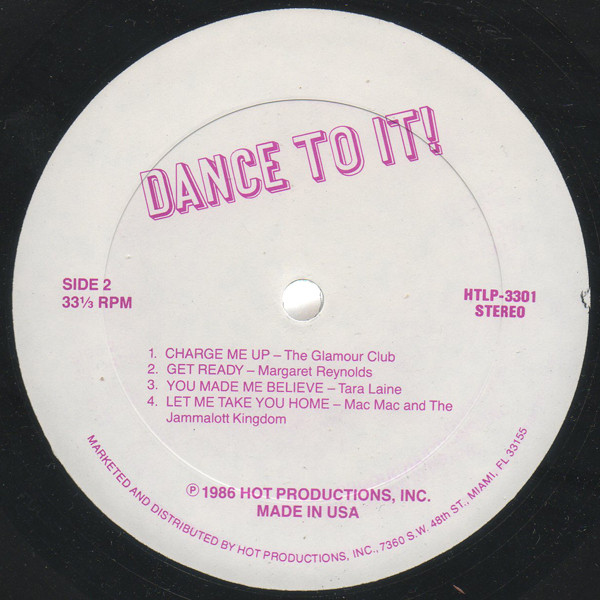 DANCE TO IT!
SIDE 2
33⅓ RPM
HTLP-3301
STEREO
1. CHARGE ME UP – The Glamour Club
2. GET READY – Margaret Reynolds
3. YOU MADE ME BELIEVE – Tara Laine
4. LET ME TAKE YOU HOME – Mac Mac and The
Jammalott Kingdom
℗ 1986 HOT PRODUCTIONS, INC.
MADE IN USA
MARKETED AND DISTRIBUTED BY HOT PRODUCTIONS, INC., 7360 S.W. 48th ST., MIAMI, FL 33155